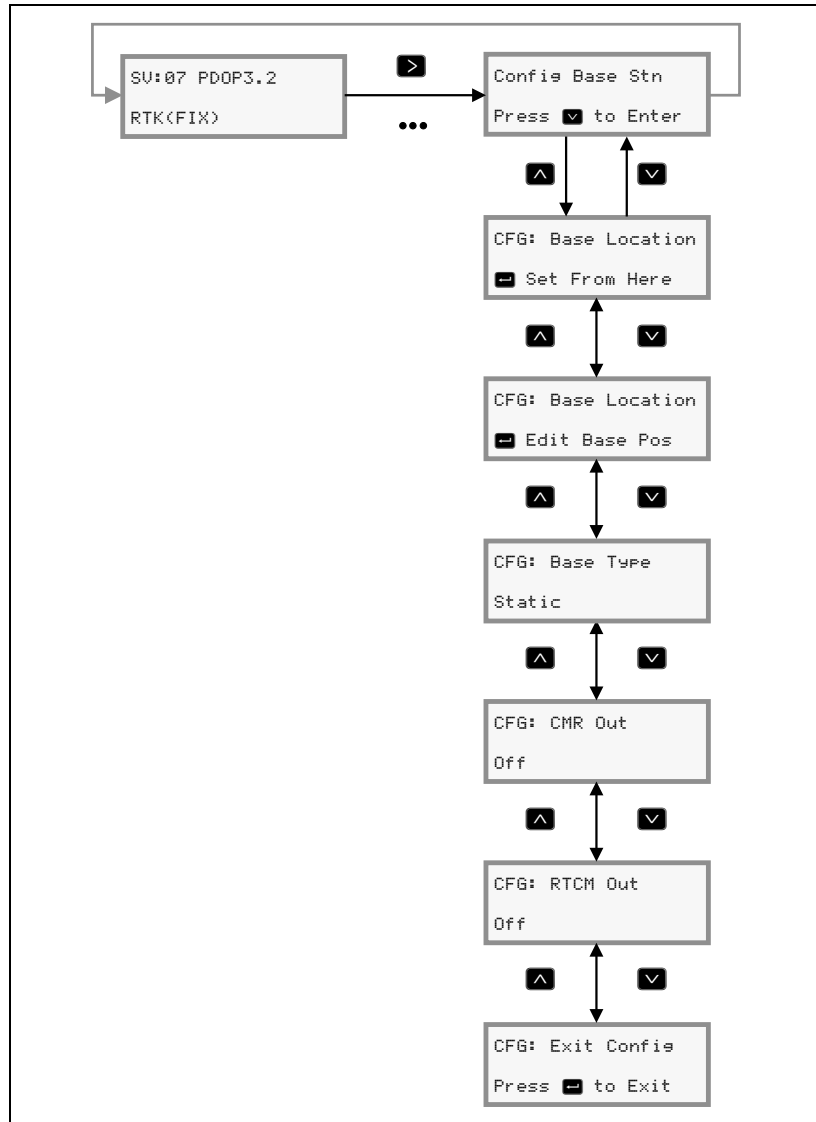 SV:07 PDOP3.2
RTK(FIX)
Config Base Stn
Press to Enter
CFG: Base Location
Set From Here
CFG: Base Location
Edit Base Pos
CFG: Base Type
Static
CFG: CMR Out
Off
CFG: RTCM Out
Off
CFG: Exit Config
Press to Exit